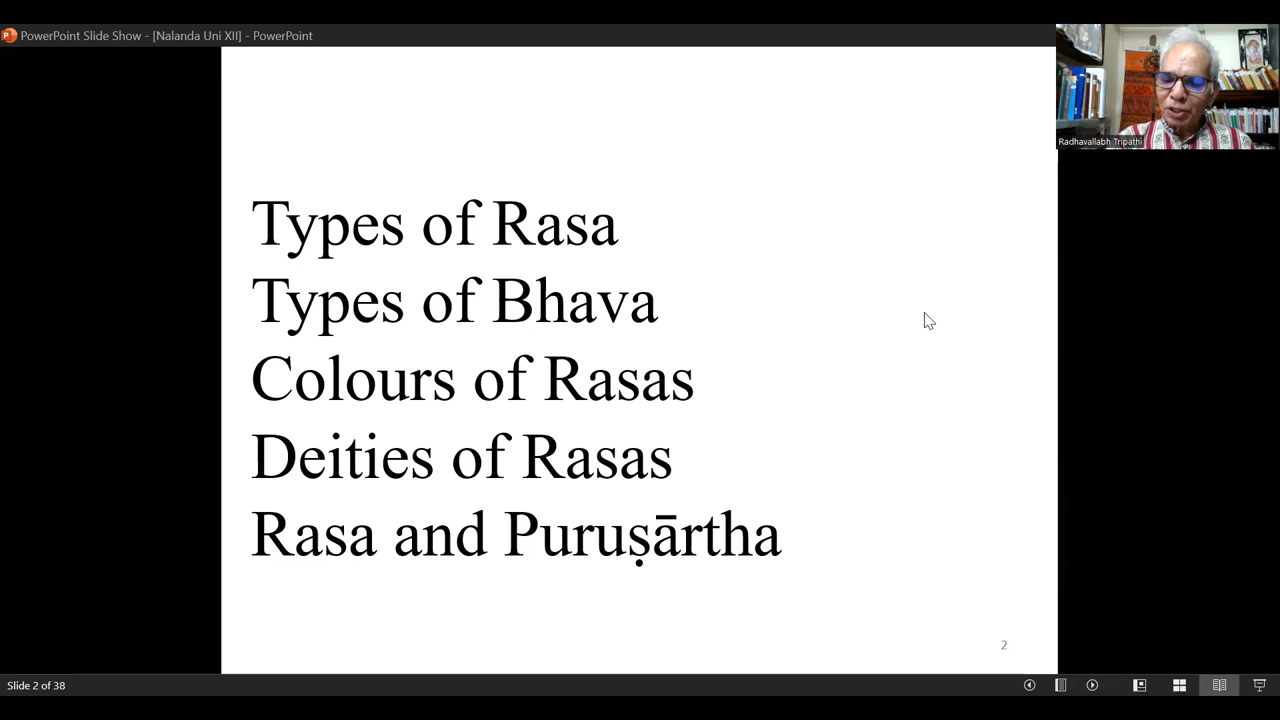 PowerPoint Slide Show - [Nalanda Uni XII] - PowerPoint
Radhavallabh Tripathi
Types of Rasa
Types of Bhava
Colours of Rasas
Deities of Rasas
Rasa and Puruṣārtha
2
Slide 2 of 38